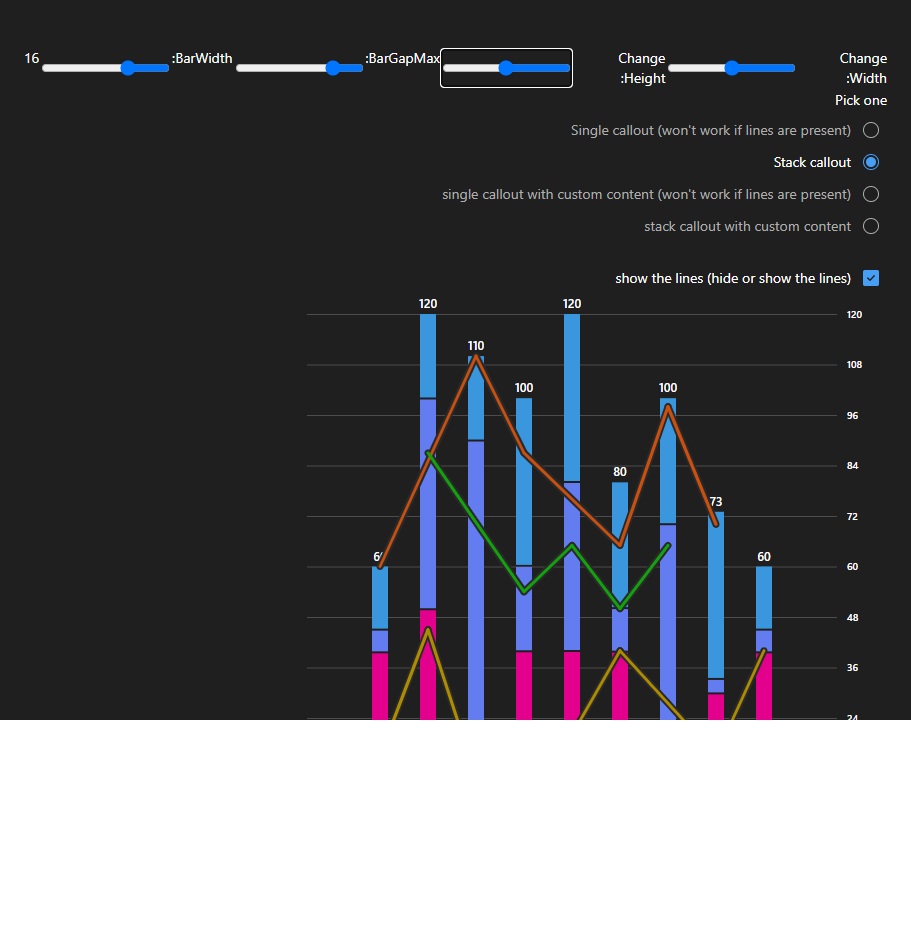 Change
:Width
Change
:Height
:BarGapMax
:BarWidth
16
Pick one
Single callout (won't work if lines are present)
Stack callout
single callout with custom content (won't work if lines are present)
stack callout with custom content
show the lines (hide or show the lines)
120
120
120
110
108
100
100
96
84
80
73
72
60
60
48
36